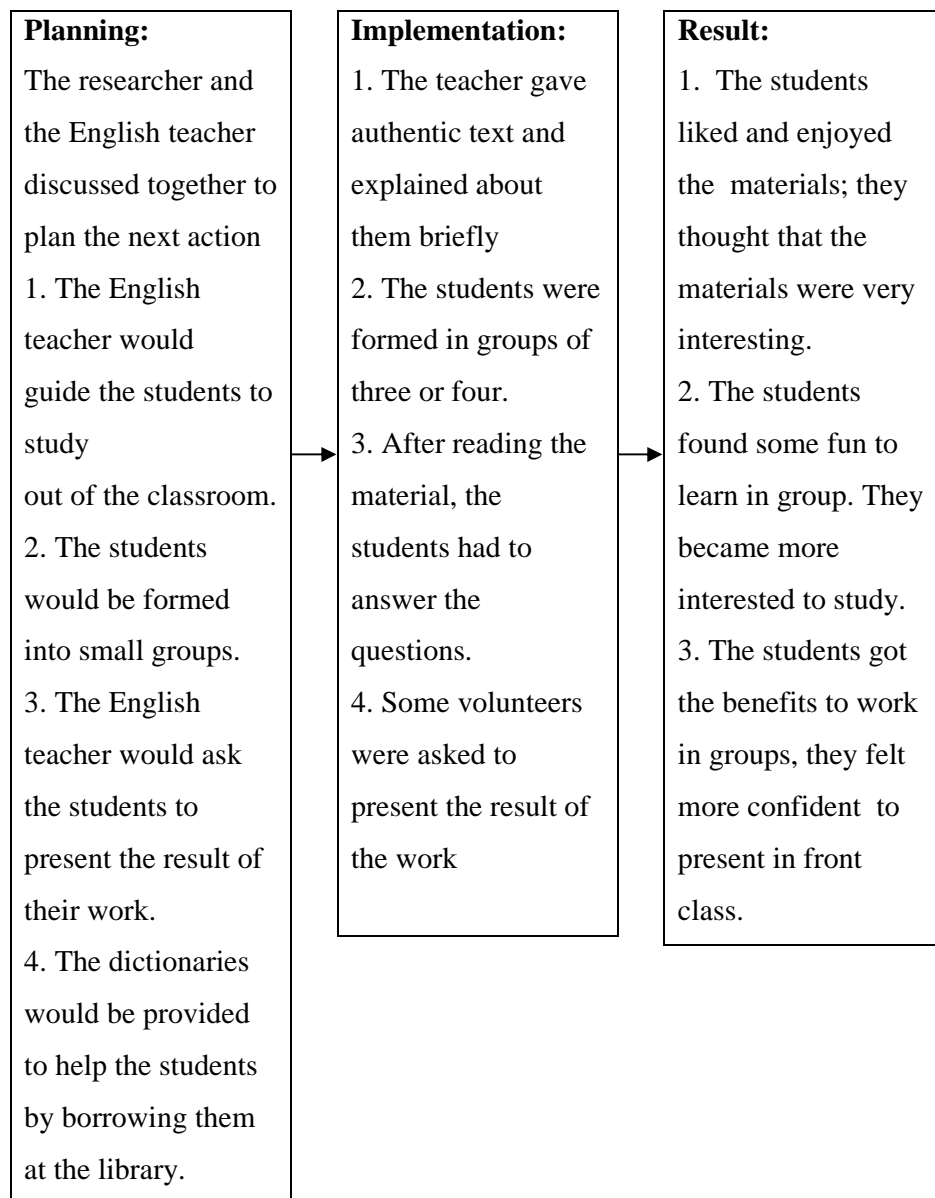 Planning:
The researcher and
the English teacher
discussed together to
plan the next action
1. The English
teacher would
guide the students to
study
out of the classroom.
2. The students
would be formed
into small groups.
3. The English
teacher would ask
the students to
present the result of
their work.
4. The dictionaries
would be provided
to help the students
by borrowing them
at the library.
Implementation:
1. The teacher gave
authentic text and
explained about
them briefly
2. The students were
formed in groups of
three or four.
3. After reading the
material, the
students had to
answer the
questions.
4. Some volunteers
were asked to
present the result of
the work
Result:
1. The students
liked and enjoyed
the materials; they
thought that the
materials were very
interesting.
2. The students
found some fun to
learn in group. They
became more
interested to study.
3. The students got
the benefits to work
in groups, they felt
more confident to
present in front
class.